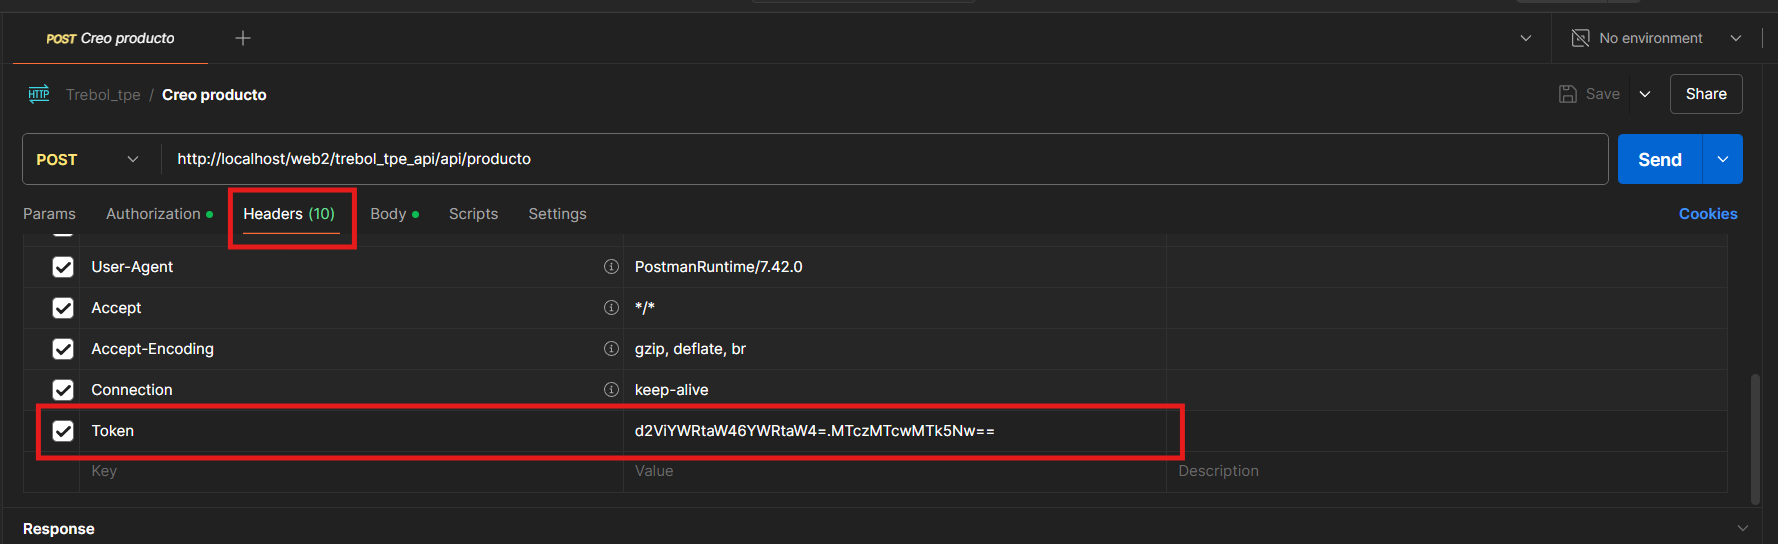 POST Creo producto
No environment
HTTP Trebol_tpe / Creo producto
Save
Share
POST http://localhost/web2/trebol_tpe_api/api/producto
Send
Params Authorization Headers (10) Body Scripts Settings
Cookies
User-Agent PostmanRuntime/7.42.0
Accept */*
Accept-Encoding gzip, deflate, br
Connection keep-alive
Token d2ViYWRtaW46YWRtaW4=.MTczMTcwMTk5Nw==
Key Value Description
Response